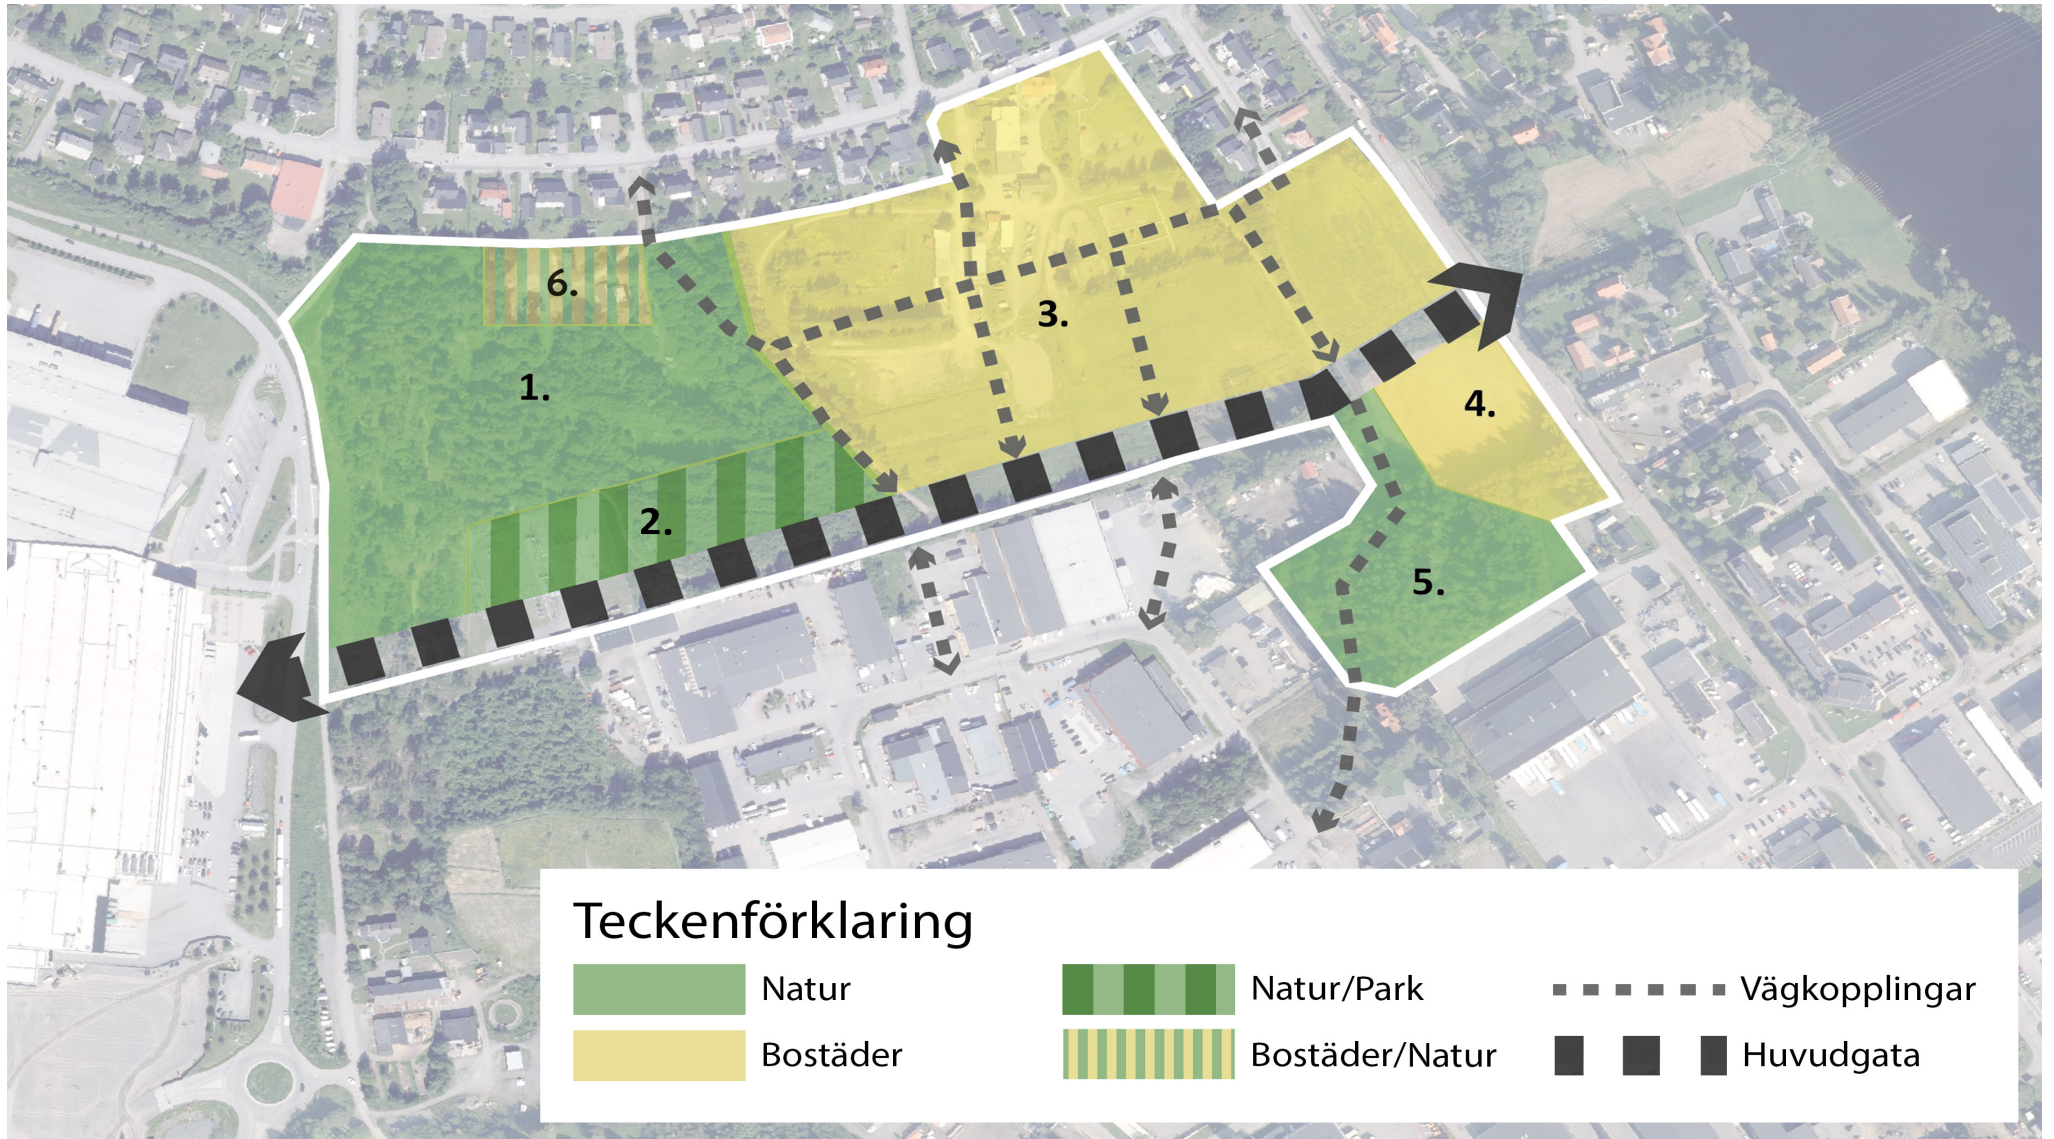 6.
3.
1.
4.
2.
5.
Teckenförklaring
Natur
Natur/Park
Vägkopplingar
Bostäder
Bostäder/Natur
Huvudgata